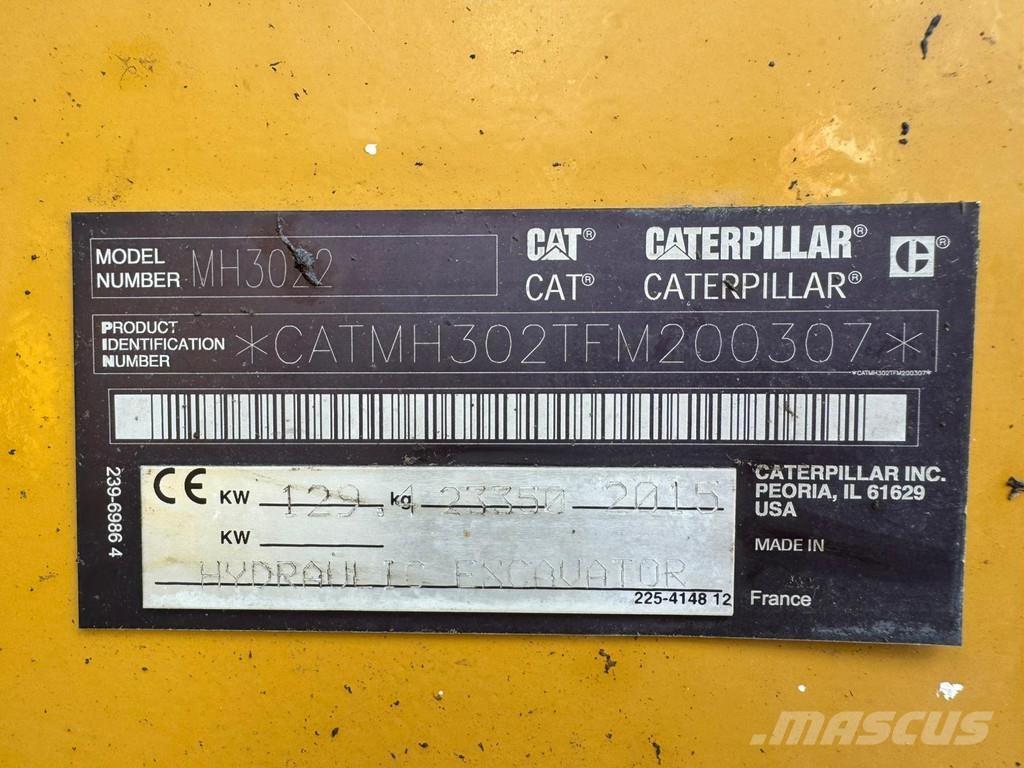 MODEL
NUMBER MH3022
CAT® CATERPILLAR® C®
CAT® CATERPILLAR®
PRODUCT
IDENTIFICATION
NUMBER *CATMH302TFM200307*
*CATMH302TFM200307*
239-6986 4
CE KW 129.4 kg 23350 2015
KW
HYDRAULIC EXCAVATOR
225-4148 12
CATERPILLAR INC.
PEORIA, IL 61629
USA
MADE IN
France
MASCUS